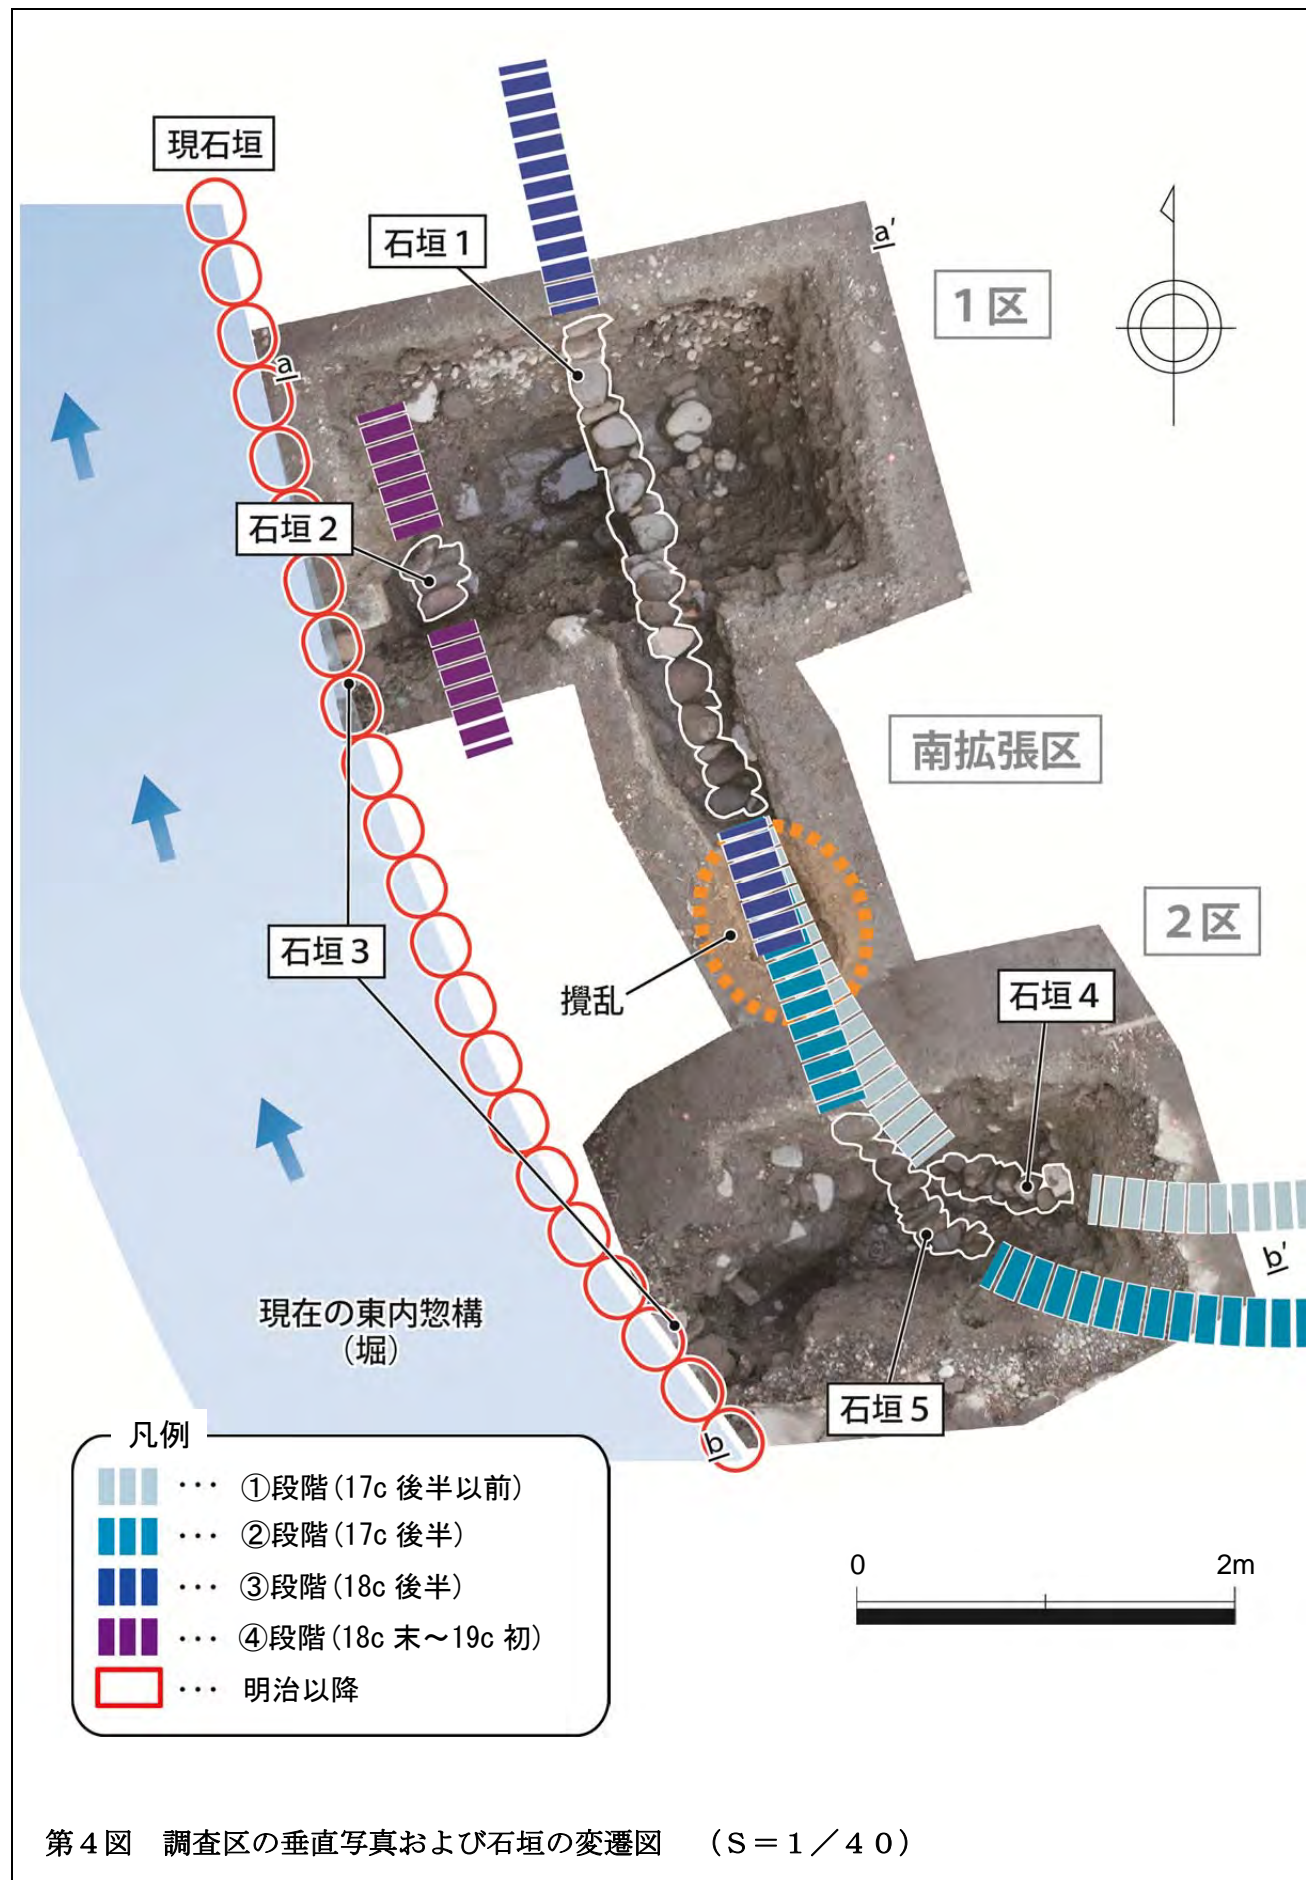 現石垣
石垣1
a'
1区
a
石垣2
南拡張区
2区
石垣3
攪乱
石垣4
b'
現在の東内惣構
(堀)
石垣5
b
凡例
・・・ ①段階(17c 後半以前)
・・・ ②段階(17c 後半)
・・・ ③段階(18c 後半)
・・・ ④段階(18c 末～19c 初)
・・・ 明治以降
0 2m
第4図 調査区の垂直写真および石垣の変遷図 (S=1/40)